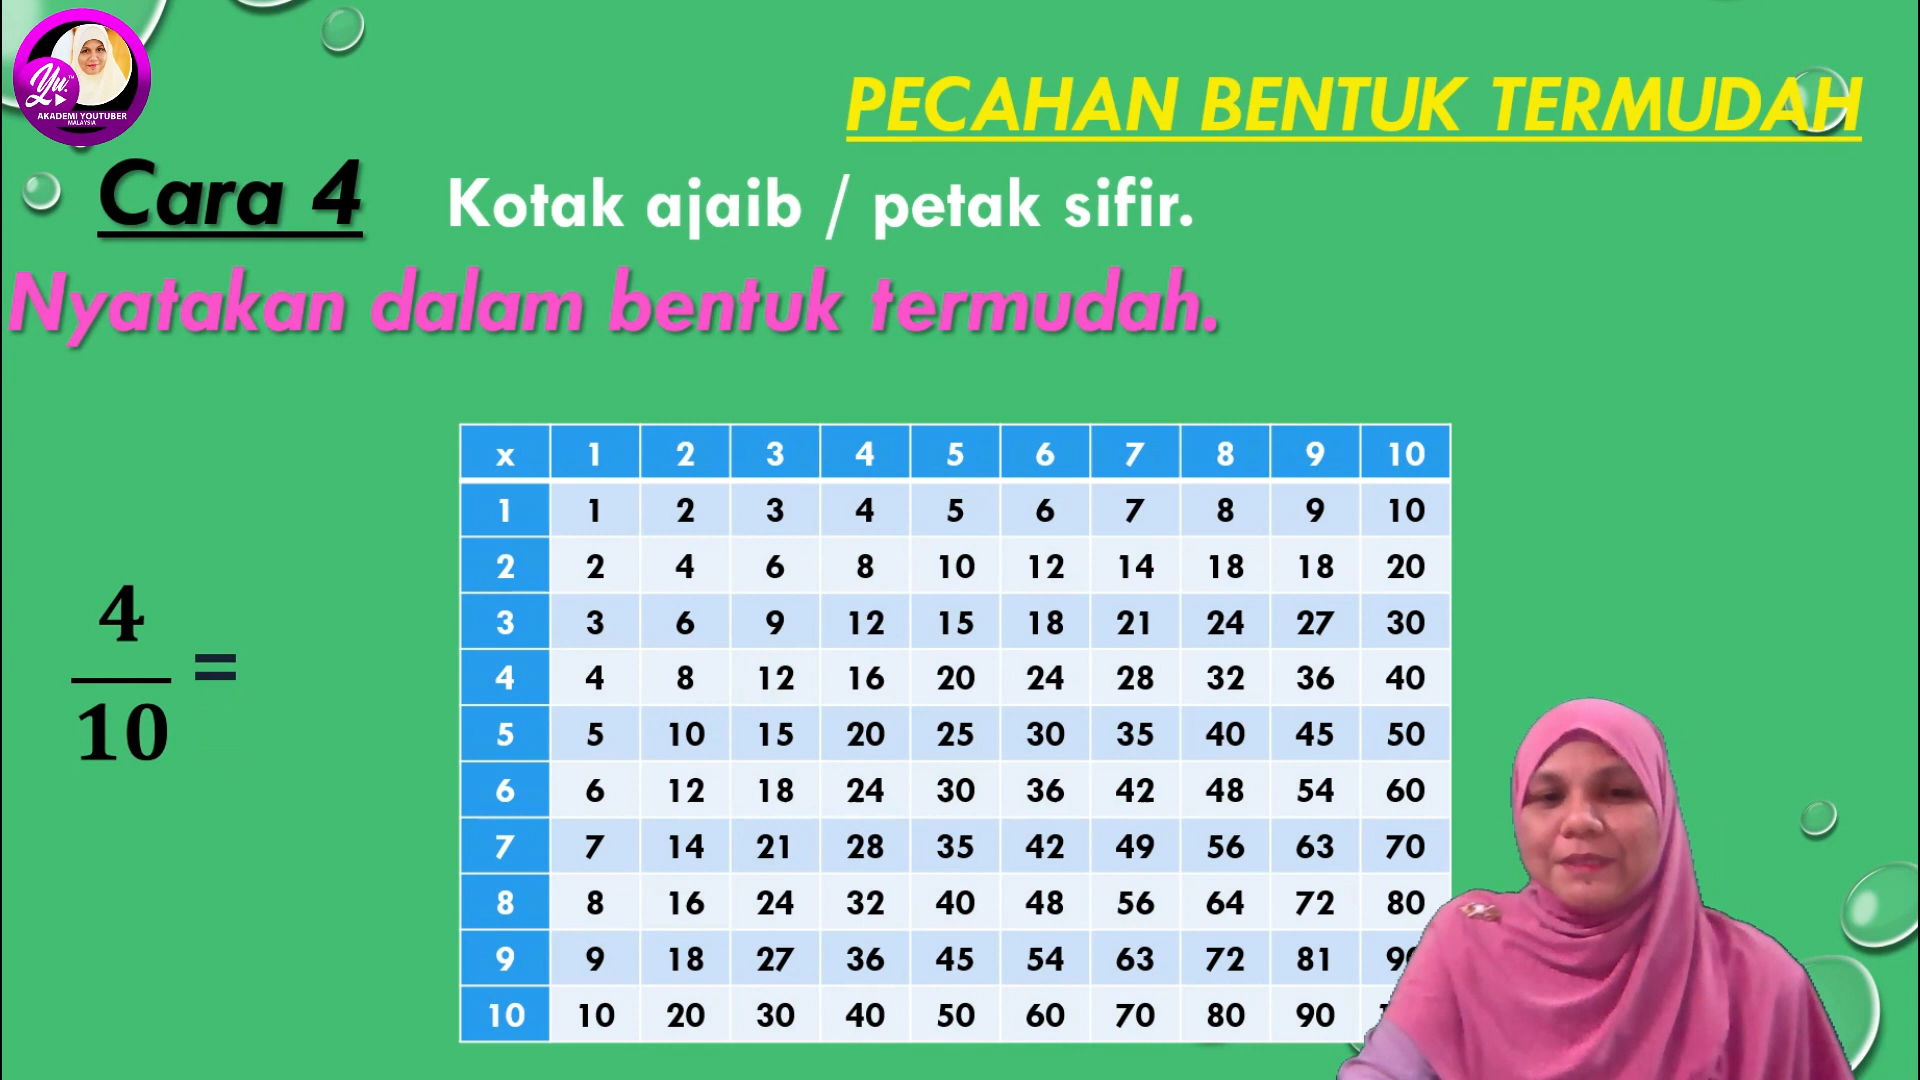 Yu.
AKADEMI YOUTUBER
MALAYSIA
PECAHAN BENTUK TERMUDAH
Cara 4 Kotak ajaib / petak sifir.
Nyatakan dalam bentuk termudah.
4
10
=
x 1 2 3 4 5 6 7 8 9 10
1 1 2 3 4 5 6 7 8 9 10
2 2 4 6 8 10 12 14 18 18 20
3 3 6 9 12 15 18 21 24 27 30
4 4 8 12 16 20 24 28 32 36 40
5 5 10 15 20 25 30 35 40 45 50
6 6 12 18 24 30 36 42 48 54 60
7 7 14 21 28 35 42 49 56 63 70
8 8 16 24 32 40 48 56 64 72 80
9 9 18 27 36 45 54 63 72 81 90
10 10 20 30 40 50 60 70 80 90